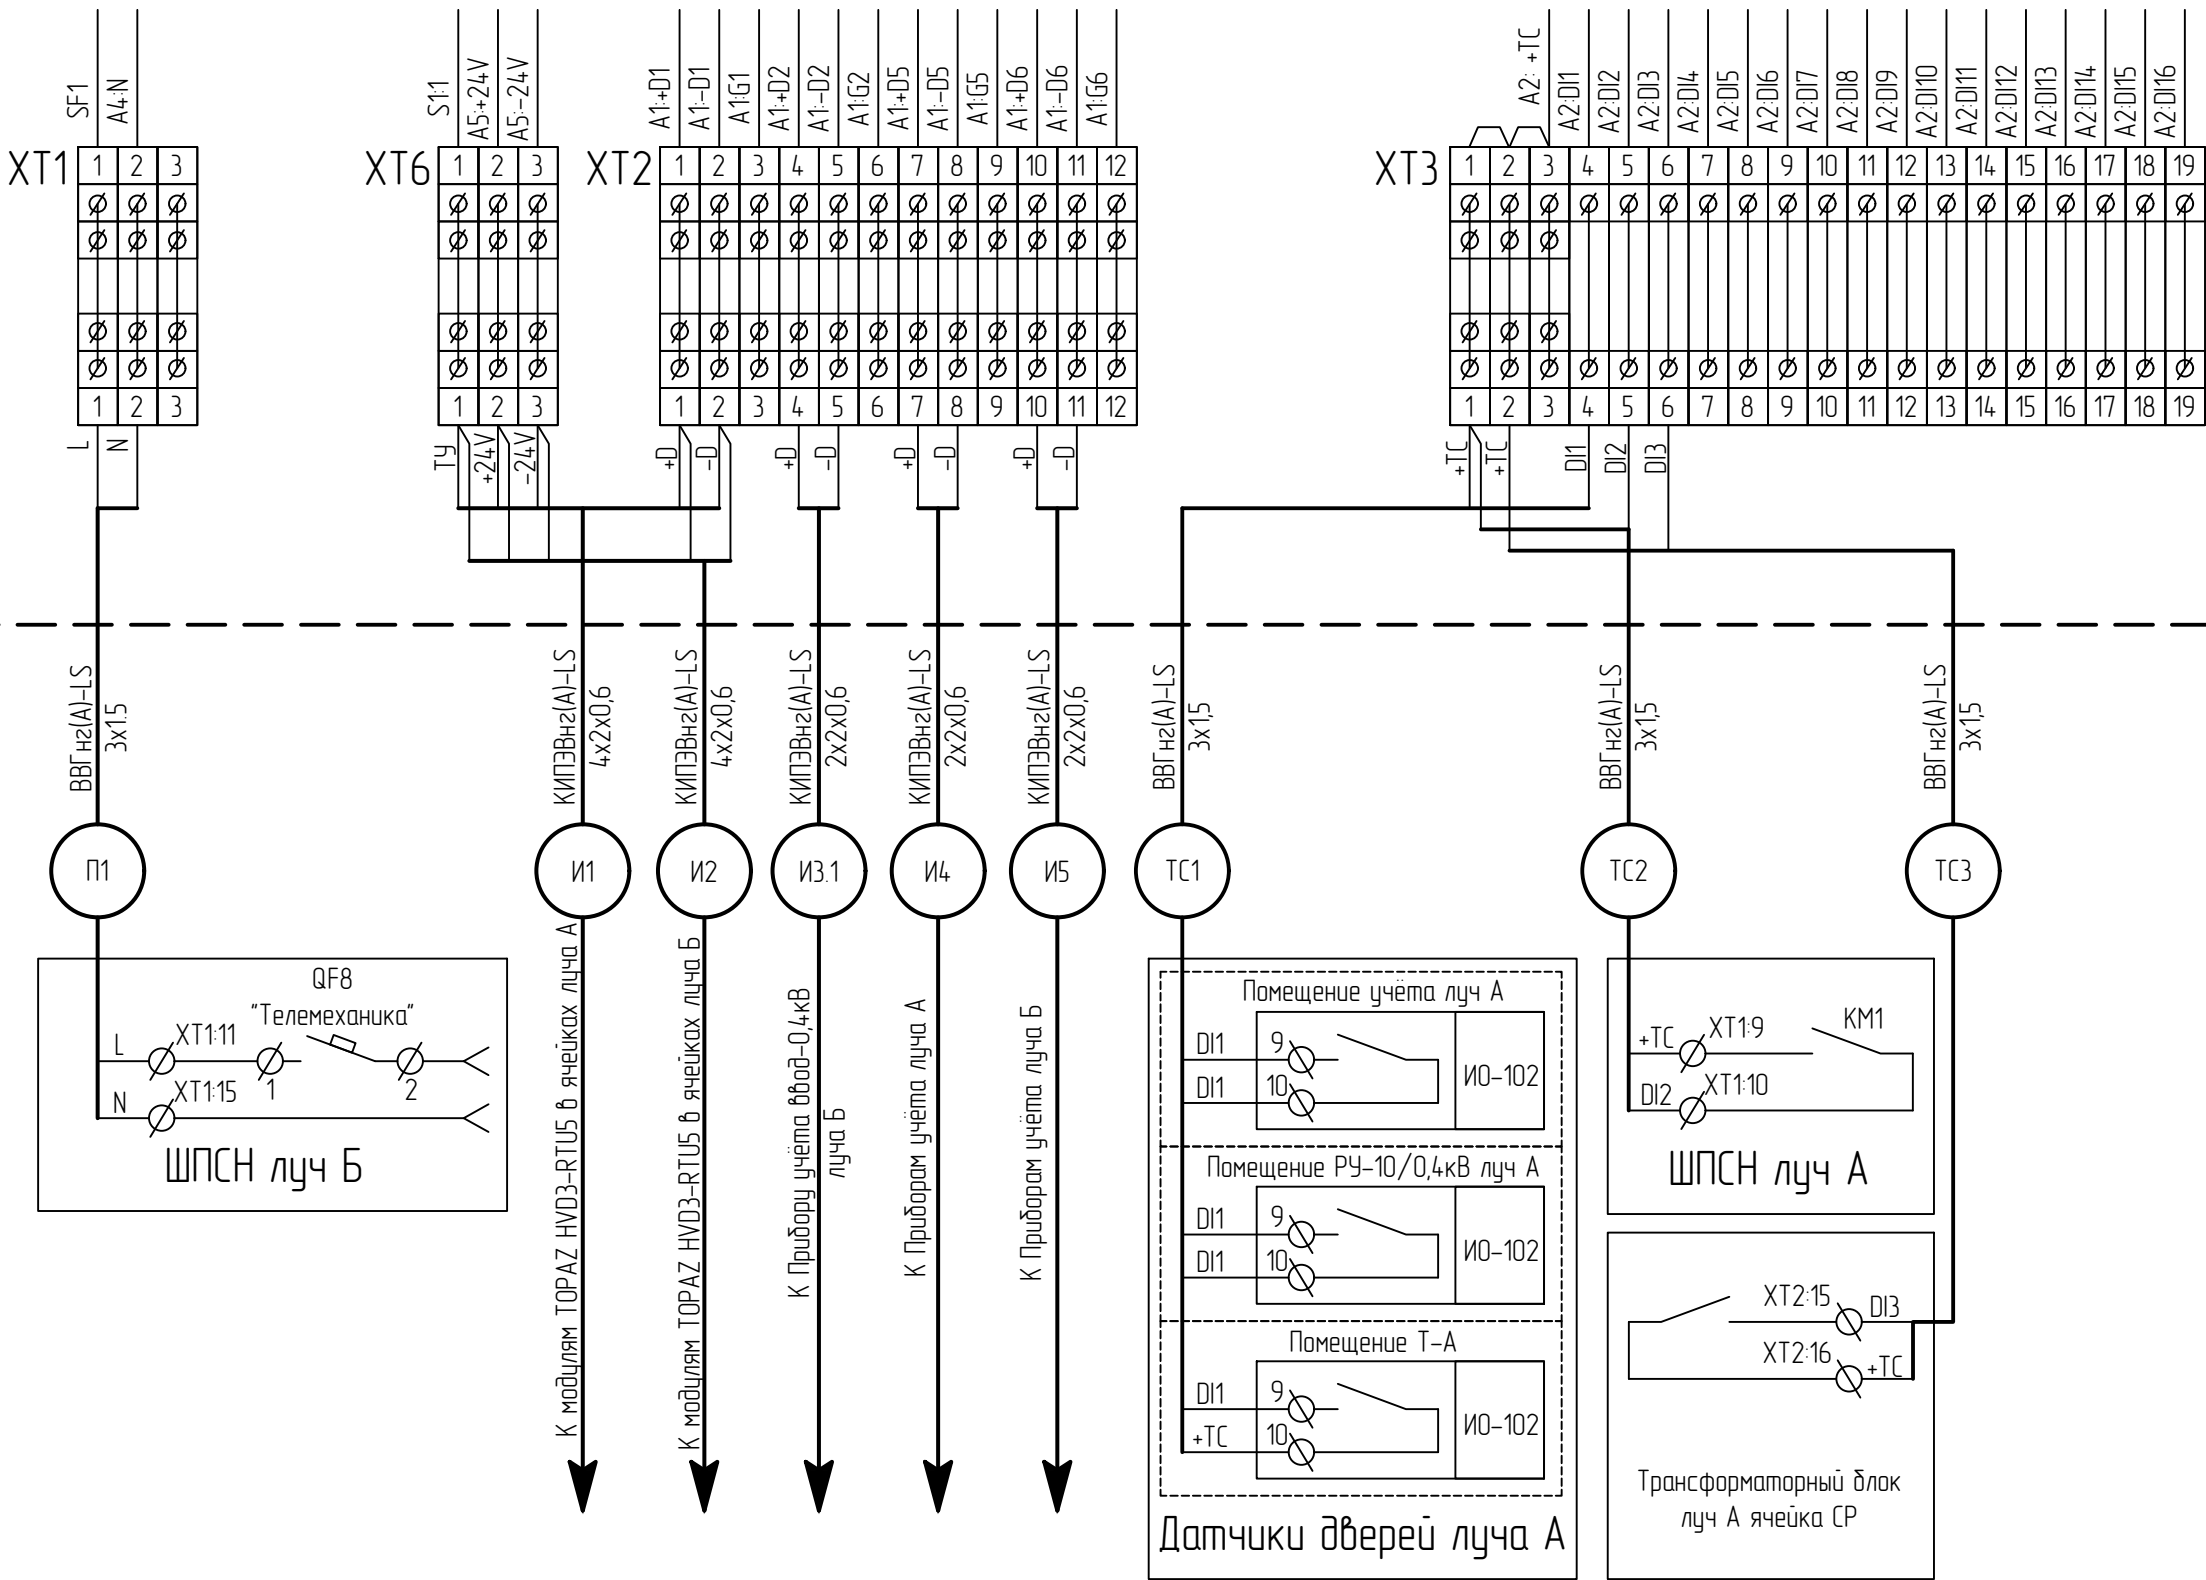 SF1
A4:N
S1:1
A5:+24V
A5:-24V
A1:+D1
A1:-D1
A1:G1
A1:+D2
A1:-D2
A1:G2
A1:+D5
A1:-D5
A1:G5
A1:+D6
A1:-D6
A1:G6
A2: +ТС
A2:DI1
A2:DI2
A2:DI3
A2:DI4
A2:DI5
A2:DI6
A2:DI7
A2:DI8
A2:DI9
A2:DI10
A2:DI11
A2:DI12
A2:DI13
A2:DI14
A2:DI15
A2:DI16
XT1
1 2 3
1 2 3
XT6
1 2 3
1 2 3
XT2
1 2 3 4 5 6 7 8 9 10 11 12
1 2 3 4 5 6 7 8 9 10 11 12
XT3
1 2 3 4 5 6 7 8 9 10 11 12 13 14 15 16 17 18 19
1 2 3 4 5 6 7 8 9 10 11 12 13 14 15 16 17 18 19
L
N
ТУ
+24V
-24V
+D
-D
+D
-D
+D
-D
+D
-D
+ТС
+ТС
DI1
DI2
DI3
ВВГнг(А)-LS
3х1.5
КИПЭВнг(А)-LS
4х2х0,6
КИПЭВнг(А)-LS
4х2х0,6
КИПЭВнг(А)-LS
2х2х0,6
КИПЭВнг(А)-LS
2х2х0,6
КИПЭВнг(А)-LS
2х2х0,6
ВВГнг(А)-LS
3х1,5
ВВГнг(А)-LS
3х1,5
ВВГнг(А)-LS
3х1,5
П1
И1
И2
И3.1
И4
И5
ТС1
ТС2
ТС3
QF8
"Телемеханика"
L
XT1:11
1
2
N
XT1:15
ШПСН луч Б
К модулям TOPAZ HVD3-RTU5 в ячейках луча А
К модулям TOPAZ HVD3-RTU5 в ячейках луча Б
К Прибору учёта ввод-0,4кВ
луча Б
К Приборам учёта луча А
К Приборам учёта луча Б
Помещение учёта луч А
DI1
9
DI1
10
ИО-102
Помещение РУ-10/0,4кВ луч А
DI1
9
DI1
10
ИО-102
Помещение Т-А
DI1
9
+ТС
10
ИО-102
Датчики дверей луча А
+ТС
XT1:9
КМ1
DI2
XT1:10
ШПСН луч А
XT2:15
DI3
XT2:16
+ТС
Трансформаторный блок
луч А ячейка СР